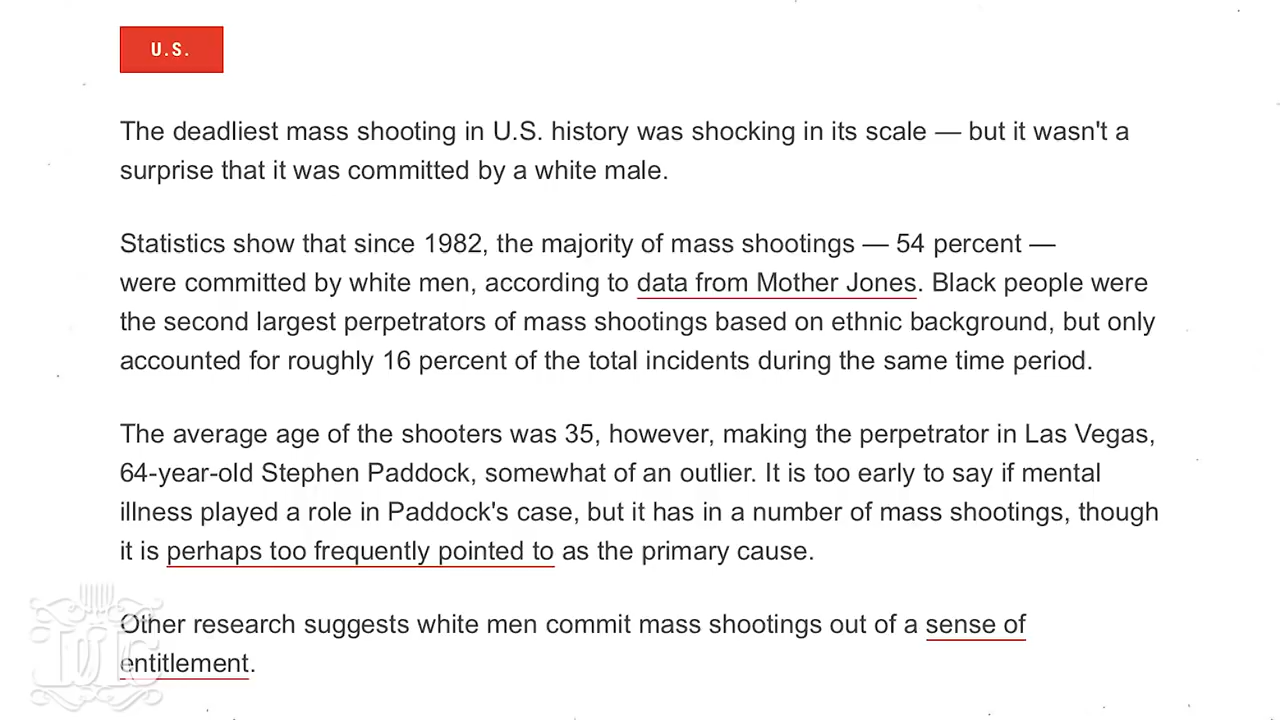 U.S.
The deadliest mass shooting in U.S. history was shocking in its scale — but it wasn't a
surprise that it was committed by a white male.
Statistics show that since 1982, the majority of mass shootings — 54 percent —
were committed by white men, according to data from Mother Jones. Black people were
the second largest perpetrators of mass shootings based on ethnic background, but only
accounted for roughly 16 percent of the total incidents during the same time period.
The average age of the shooters was 35, however, making the perpetrator in Las Vegas,
64-year-old Stephen Paddock, somewhat of an outlier. It is too early to say if mental
illness played a role in Paddock's case, but it has in a number of mass shootings, though
it is perhaps too frequently pointed to as the primary cause.
Other research suggests white men commit mass shootings out of a sense of
entitlement.